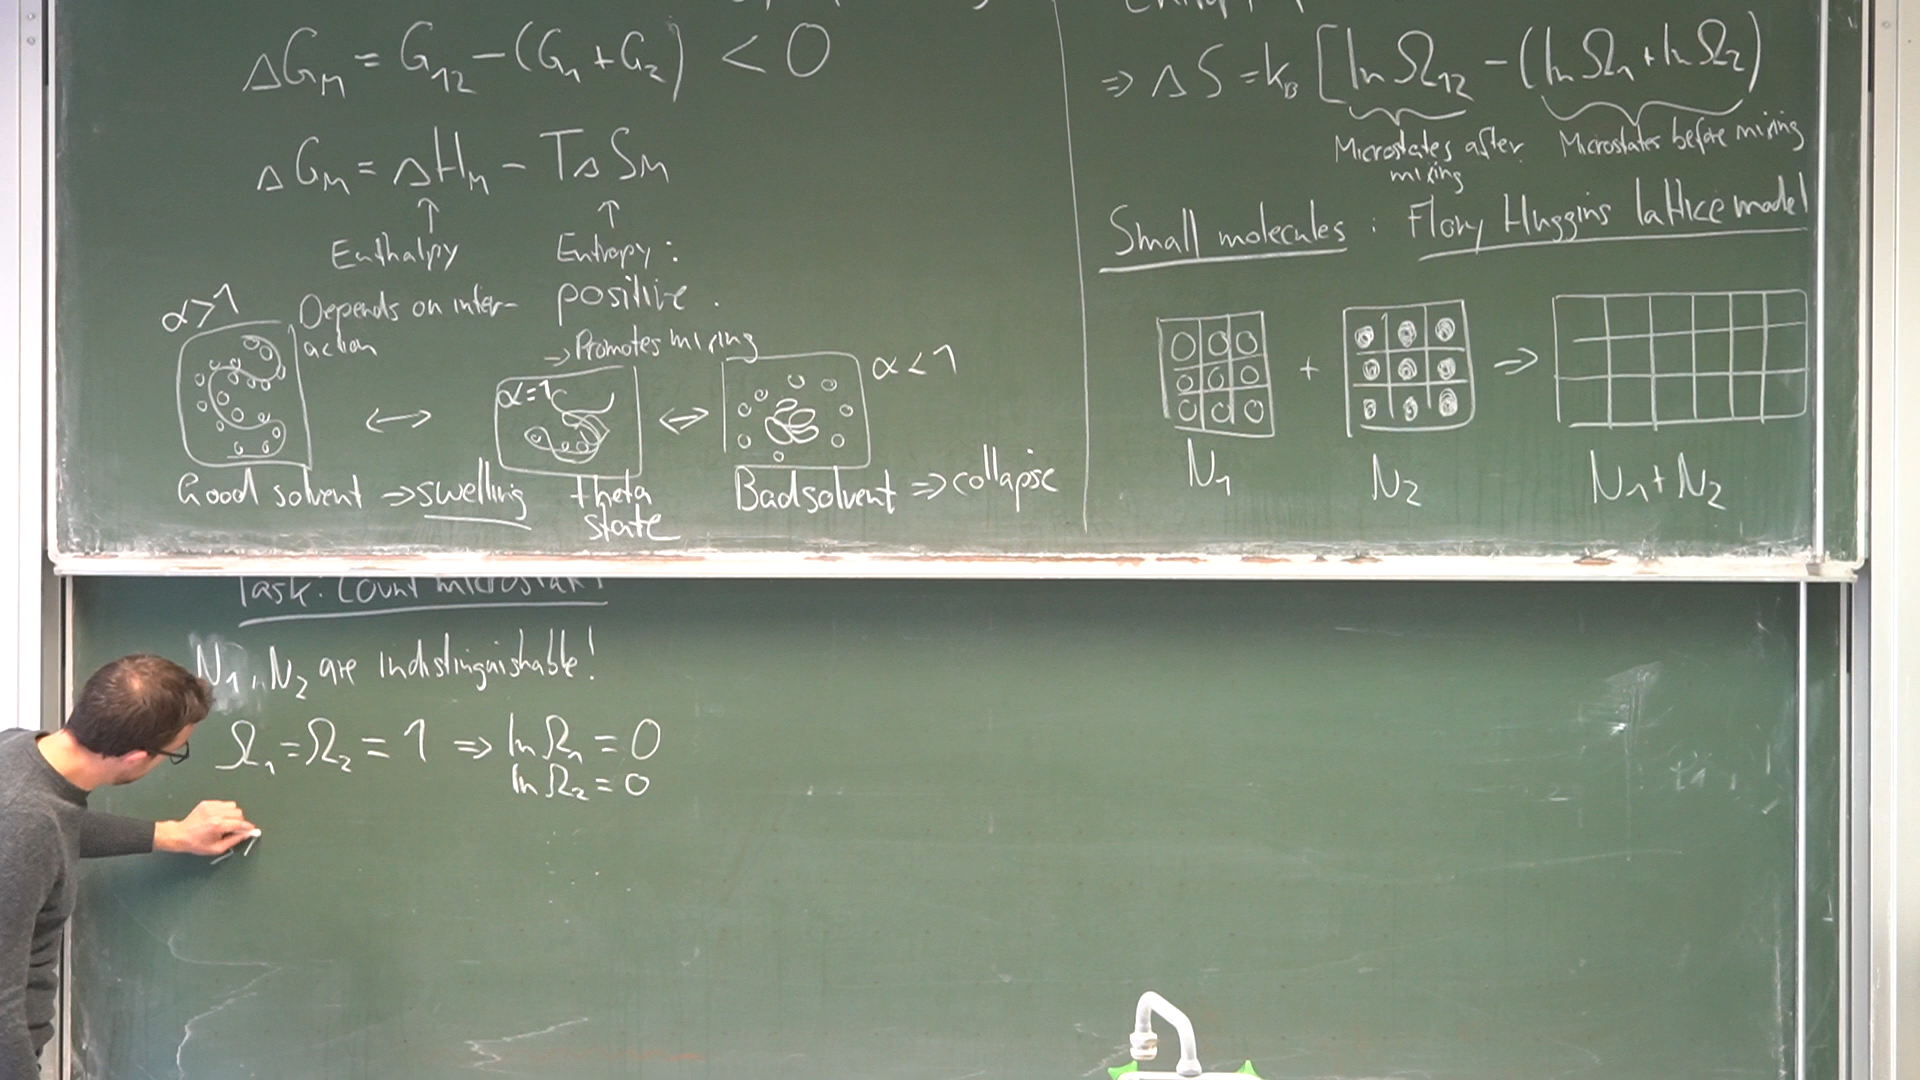 ΔG_M = G_12 - (G_1 + G_2) < 0
ΔG_M = ΔH_M - TΔS_M
↑ ↑
Enthalpy
Depends on inter-
action
Entropy:
positive.
⇒ Promotes mixing
α>1
α=1
α<1
Good solvent ⇒ swelling
theta
state
Bad solvent ⇒ collapse
⇒ ΔS = k_B [ln Ω_12 - (ln Ω_1 + ln Ω_2)
Microstates after
mixing
Microstates before mixing
Small molecules: Flory Huggins lattice model
+ ⇒
N_1 N_2 N_1 + N_2
Task: Count
N_1, N_2 are indistinguishable!
Ω_1 = Ω_2 = 1 ⇒ ln Ω_1 = 0
ln Ω_2 = 0